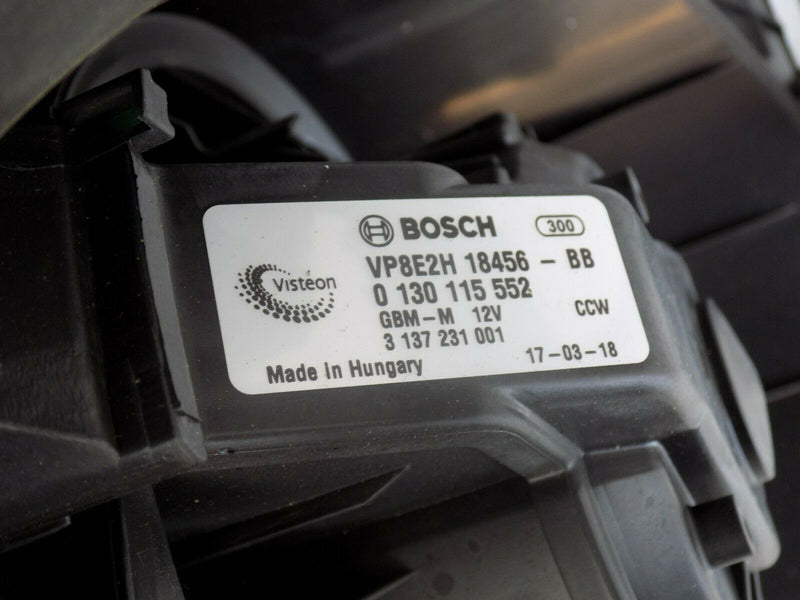 BOSCH 300
Visteon
VP8E2H 18456 - BB
0 130 115 552
GBM-M 12V CCW
3 137 231 001
Made in Hungary 17-03-18